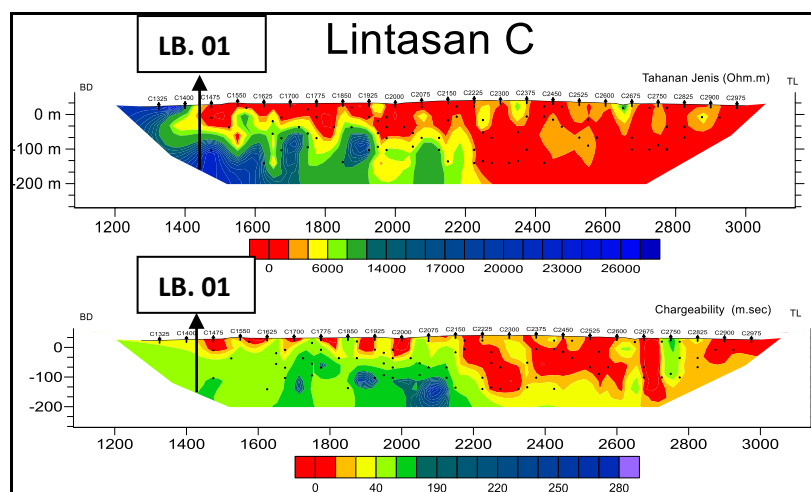 Lintasan C
LB. 01
BD
Tahanan Jenis (Ohm.m)
TL
C1325 C1400 C1475 C1550 C1625 C1700 C1775 C1850 C1925 C2000 C2075 C2150 C2225 C2300 C2375 C2450 C2525 C2600 C2675 C2750 C2825 C2900 C2975
0 m
-100 m
-200 m
1200 1400 1600 1800 2000 2200 2400 2600 2800 3000
0 6000 14000 17000 20000 23000 26000
LB. 01
BD
Chargeability (m.sec)
TL
C1325 C1400 C1475 C1550 C1625 C1700 C1775 C1850 C1925 C2000 C2075 C2150 C2225 C2300 C2375 C2450 C2525 C2600 C2675 C2750 C2825 C2900 C2975
0
-100
-200
1200 1400 1600 1800 2000 2200 2400 2600 2800 3000
0 40 190 220 250 280